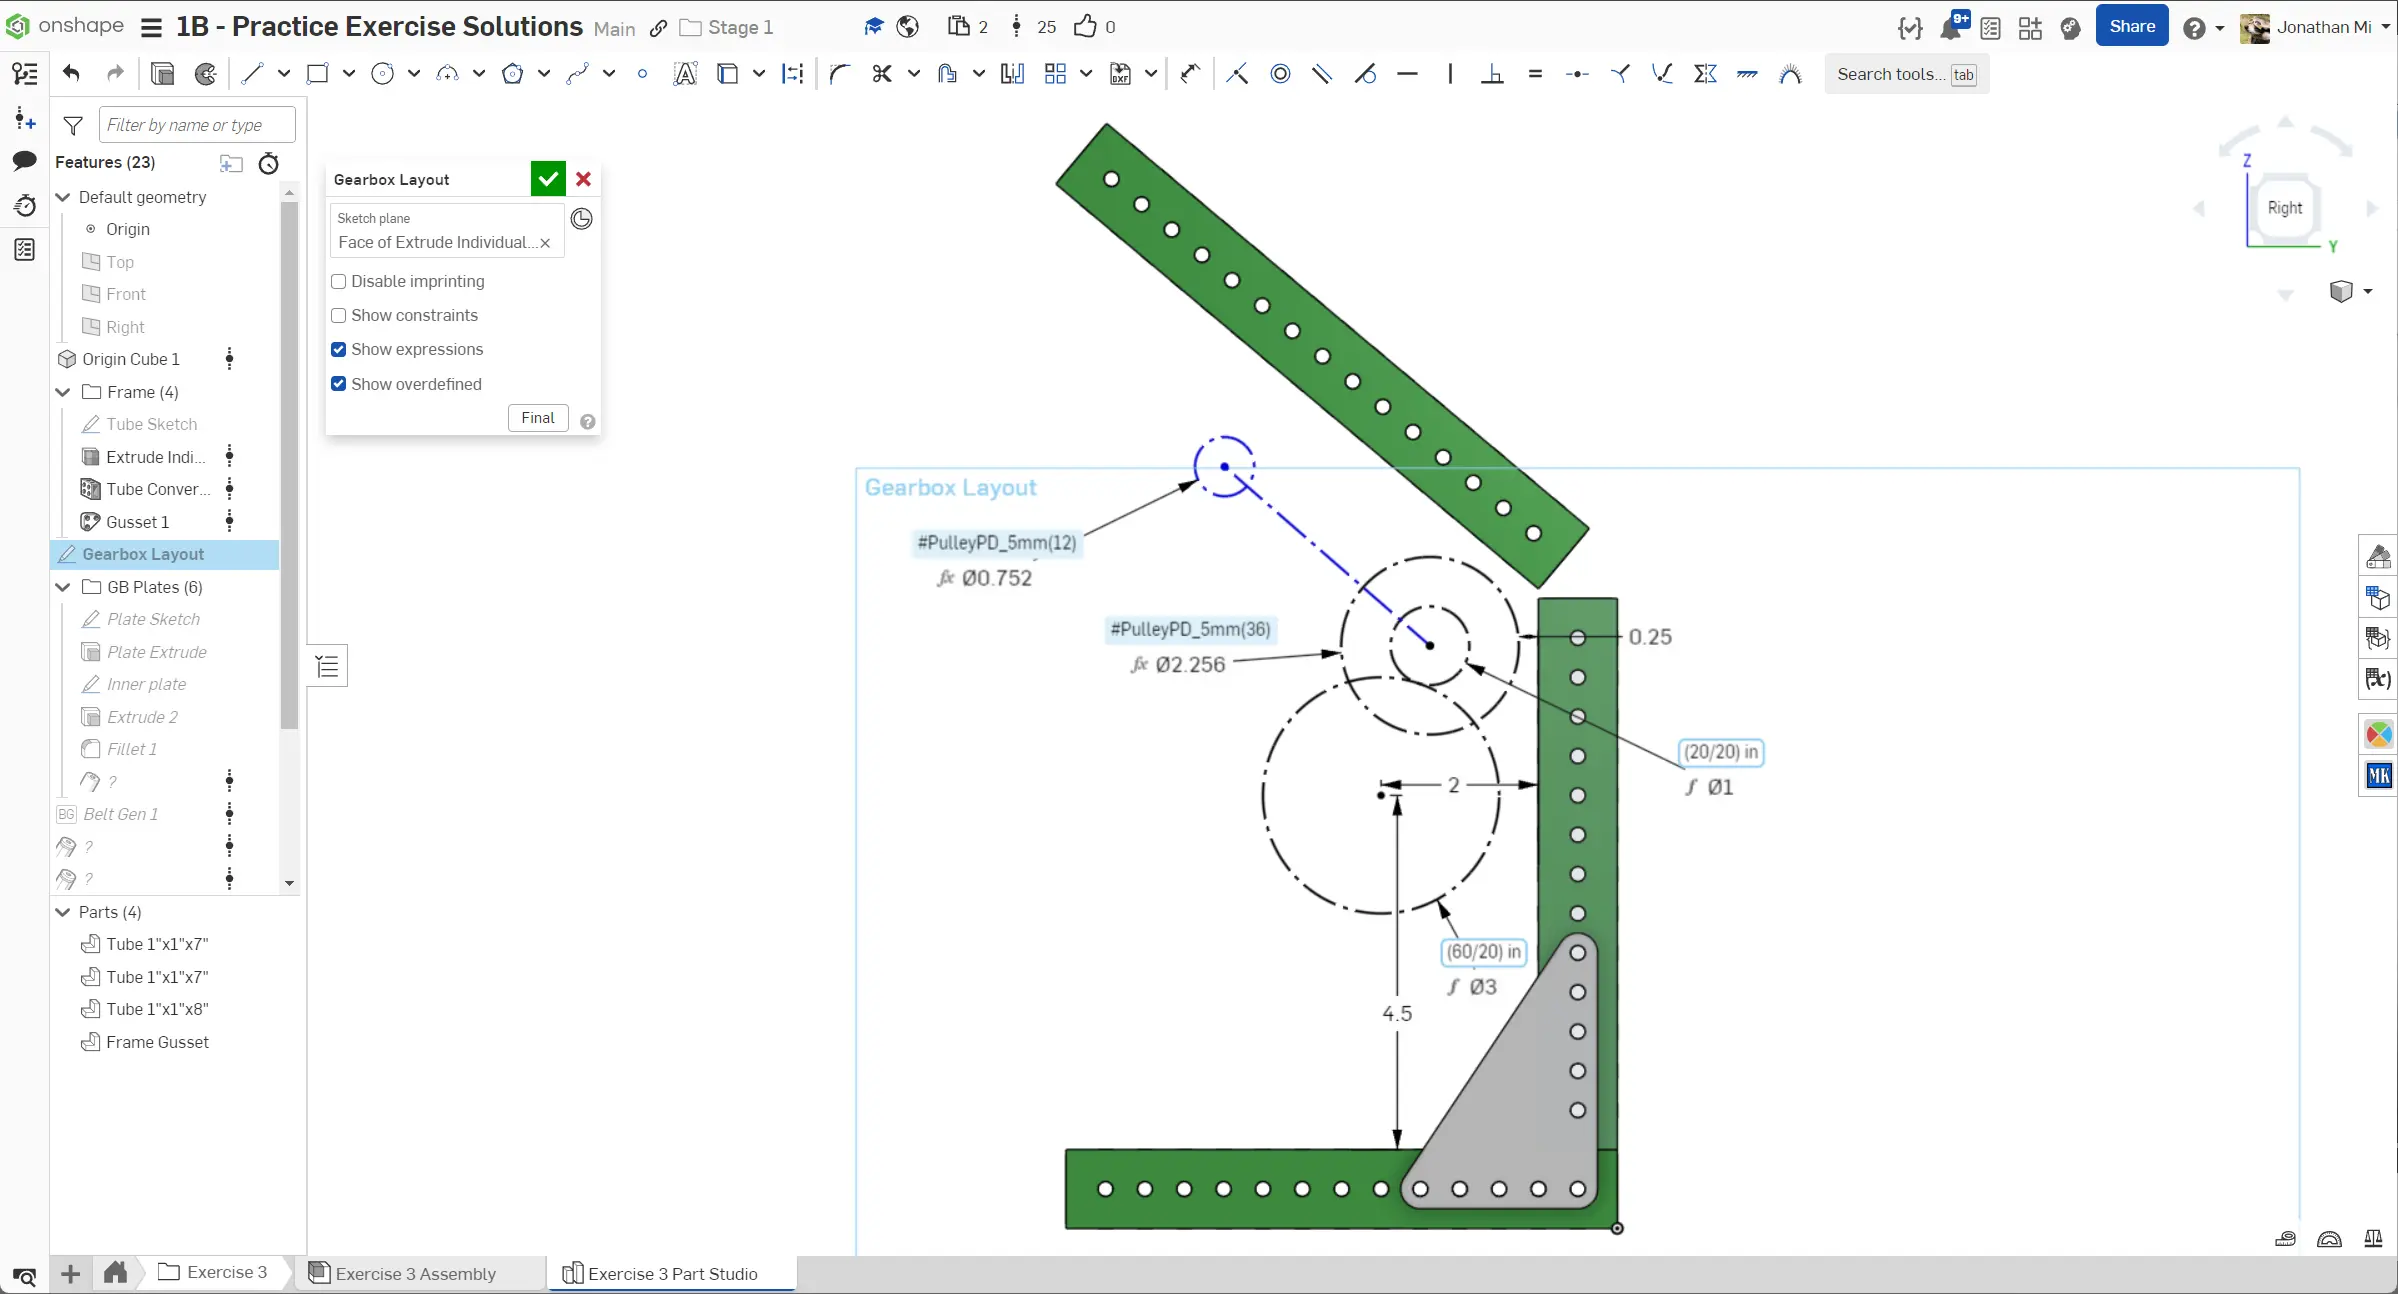 onshape
1B - Practice Exercise Solutions Main Stage 1
2
25
0
9+
Share
Jonathan Mi
Search tools... tab
Filter by name or type
Features (23)
Default geometry
Origin
Top
Front
Right
Origin Cube 1
Frame (4)
Tube Sketch
Extrude Indi...
Tube Conver...
Gusset 1
Gearbox Layout
GB Plates (6)
Plate Sketch
Plate Extrude
Inner plate
Extrude 2
Fillet 1
?
BG Belt Gen 1
?
?
Parts (4)
Tube 1"x1"x7"
Tube 1"x1"x7"
Tube 1"x1"x8"
Frame Gusset
Gearbox Layout
Sketch plane
Face of Extrude Individual...
Disable imprinting
Show constraints
Show expressions
Show overdefined
Final
?
Gearbox Layout
#PulleyPD_5mm(12)
fx Ø0.752
#PulleyPD_5mm(36)
fx Ø2.256
0.25
(20/20) in
f Ø1
2
(60/20) in
f Ø3
4.5
Z
Right
Y
DXF
(x)
MK
Exercise 3
Exercise 3 Assembly
Exercise 3 Part Studio